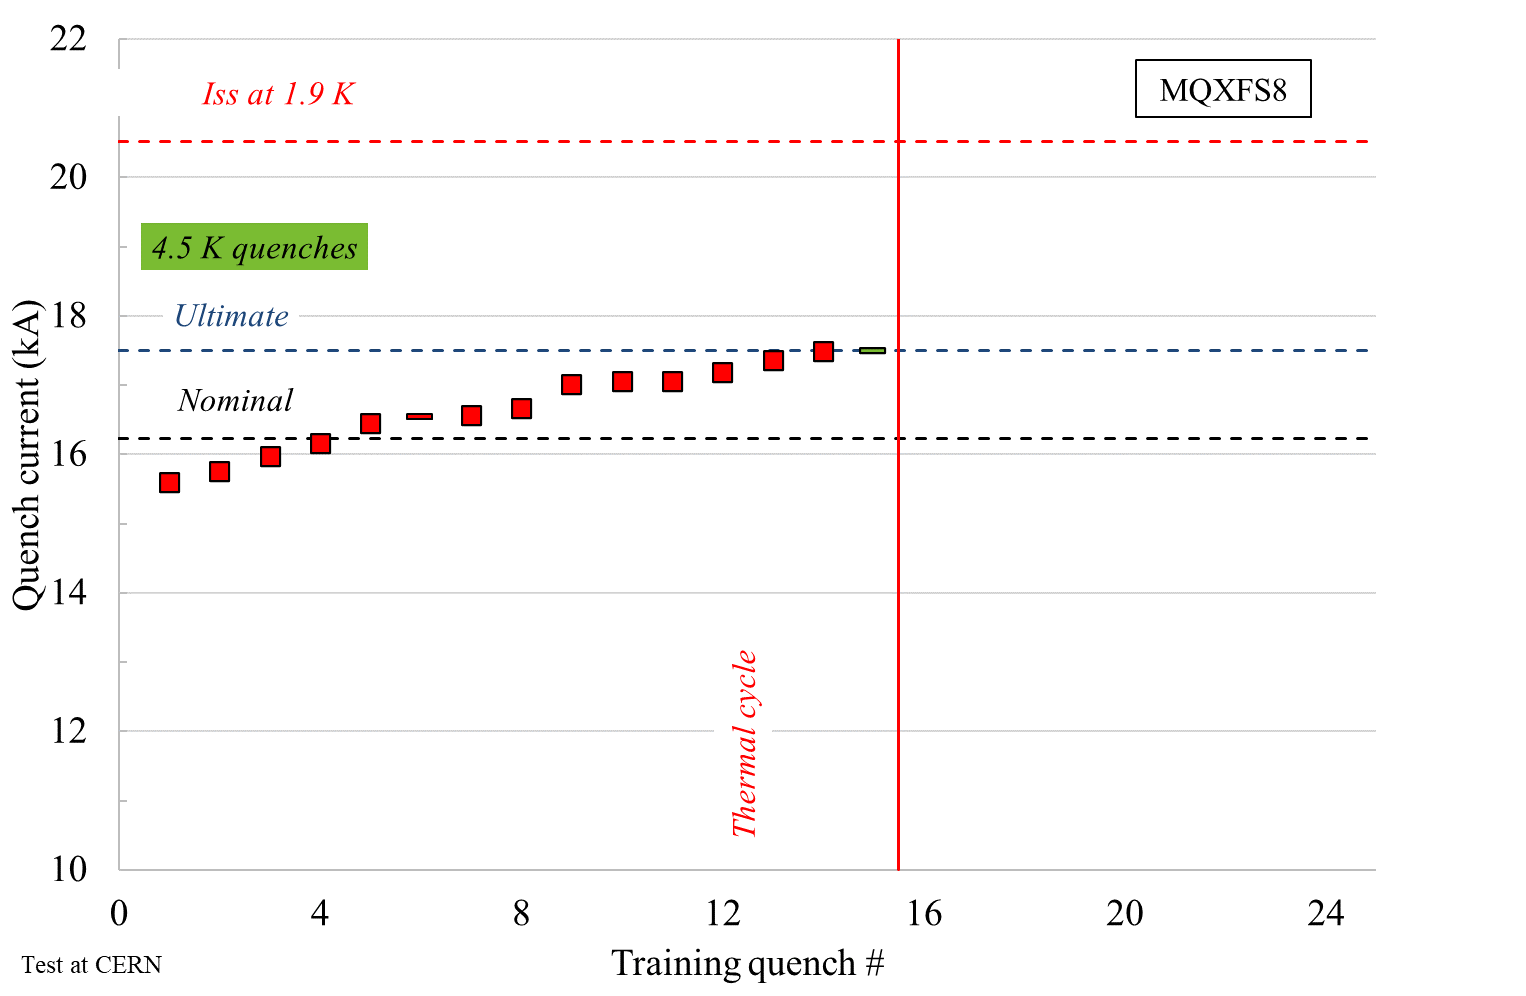 22
Iss at 1.9 K
MQXFS8
20
4.5 K quenches
18
Ultimate
Nominal
16
Quench current (kA)
14
12
Thermal cycle
10
0 4 8 12 16 20 24
Training quench #
Test at CERN